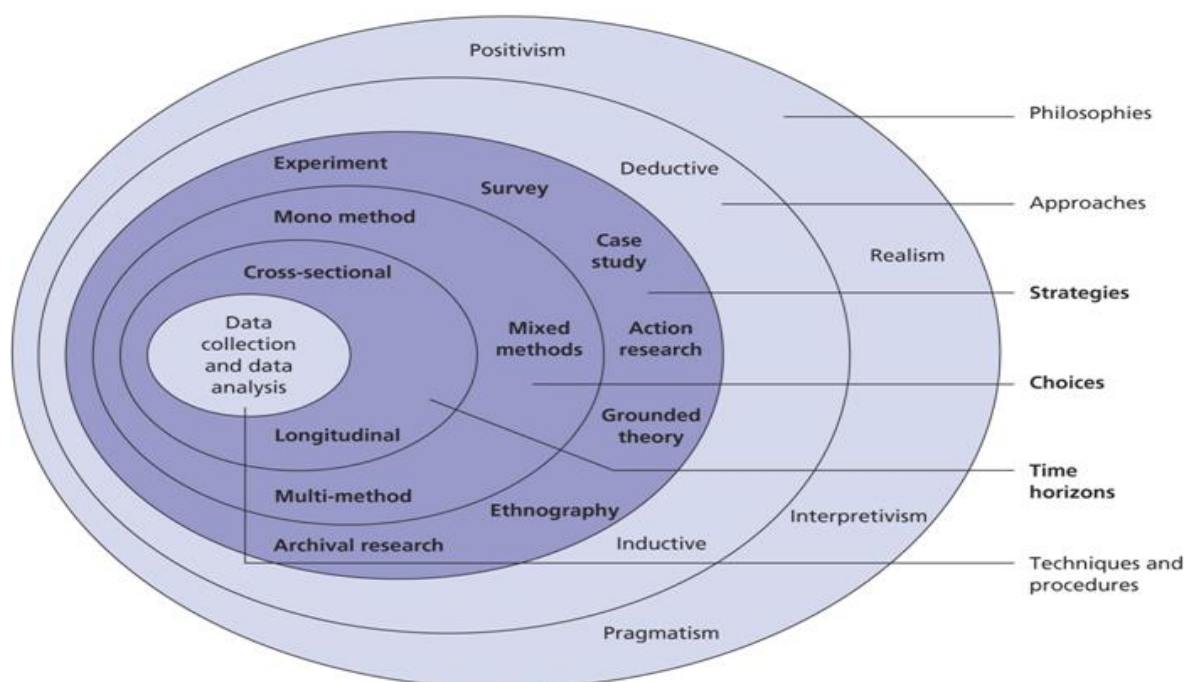 Positivism
Philosophies
Experiment
Deductive
Survey
Approaches
Mono method
Case
study
Realism
Cross-sectional
Strategies
Data
collection
and data
analysis
Mixed
methods
Action
research
Choices
Grounded
theory
Longitudinal
Time
horizons
Multi-method
Ethnography
Interpretivism
Archival research
Inductive
Techniques and
procedures
Pragmatism